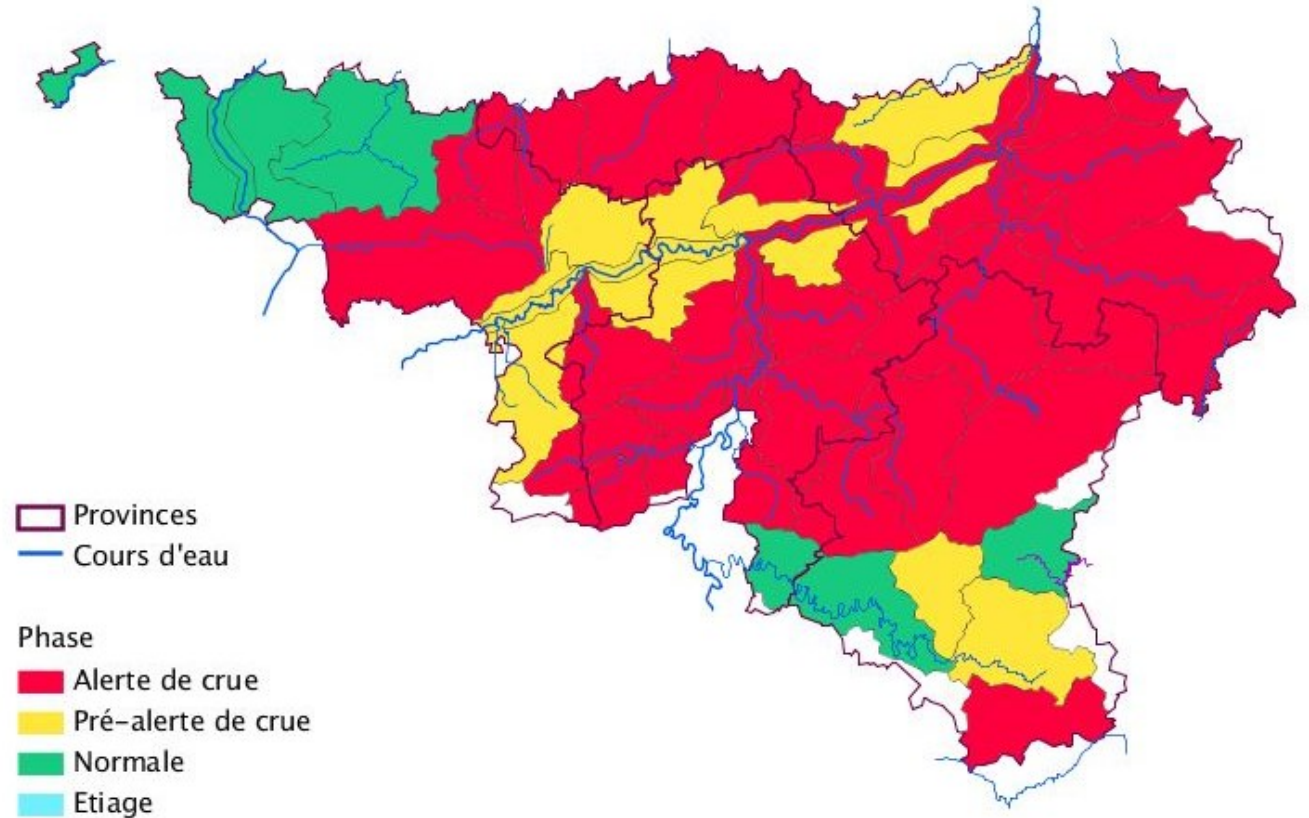 Provinces
Cours d'eau
Phase
Alerte de crue
Pré-alerte de crue
Normale
Etiage